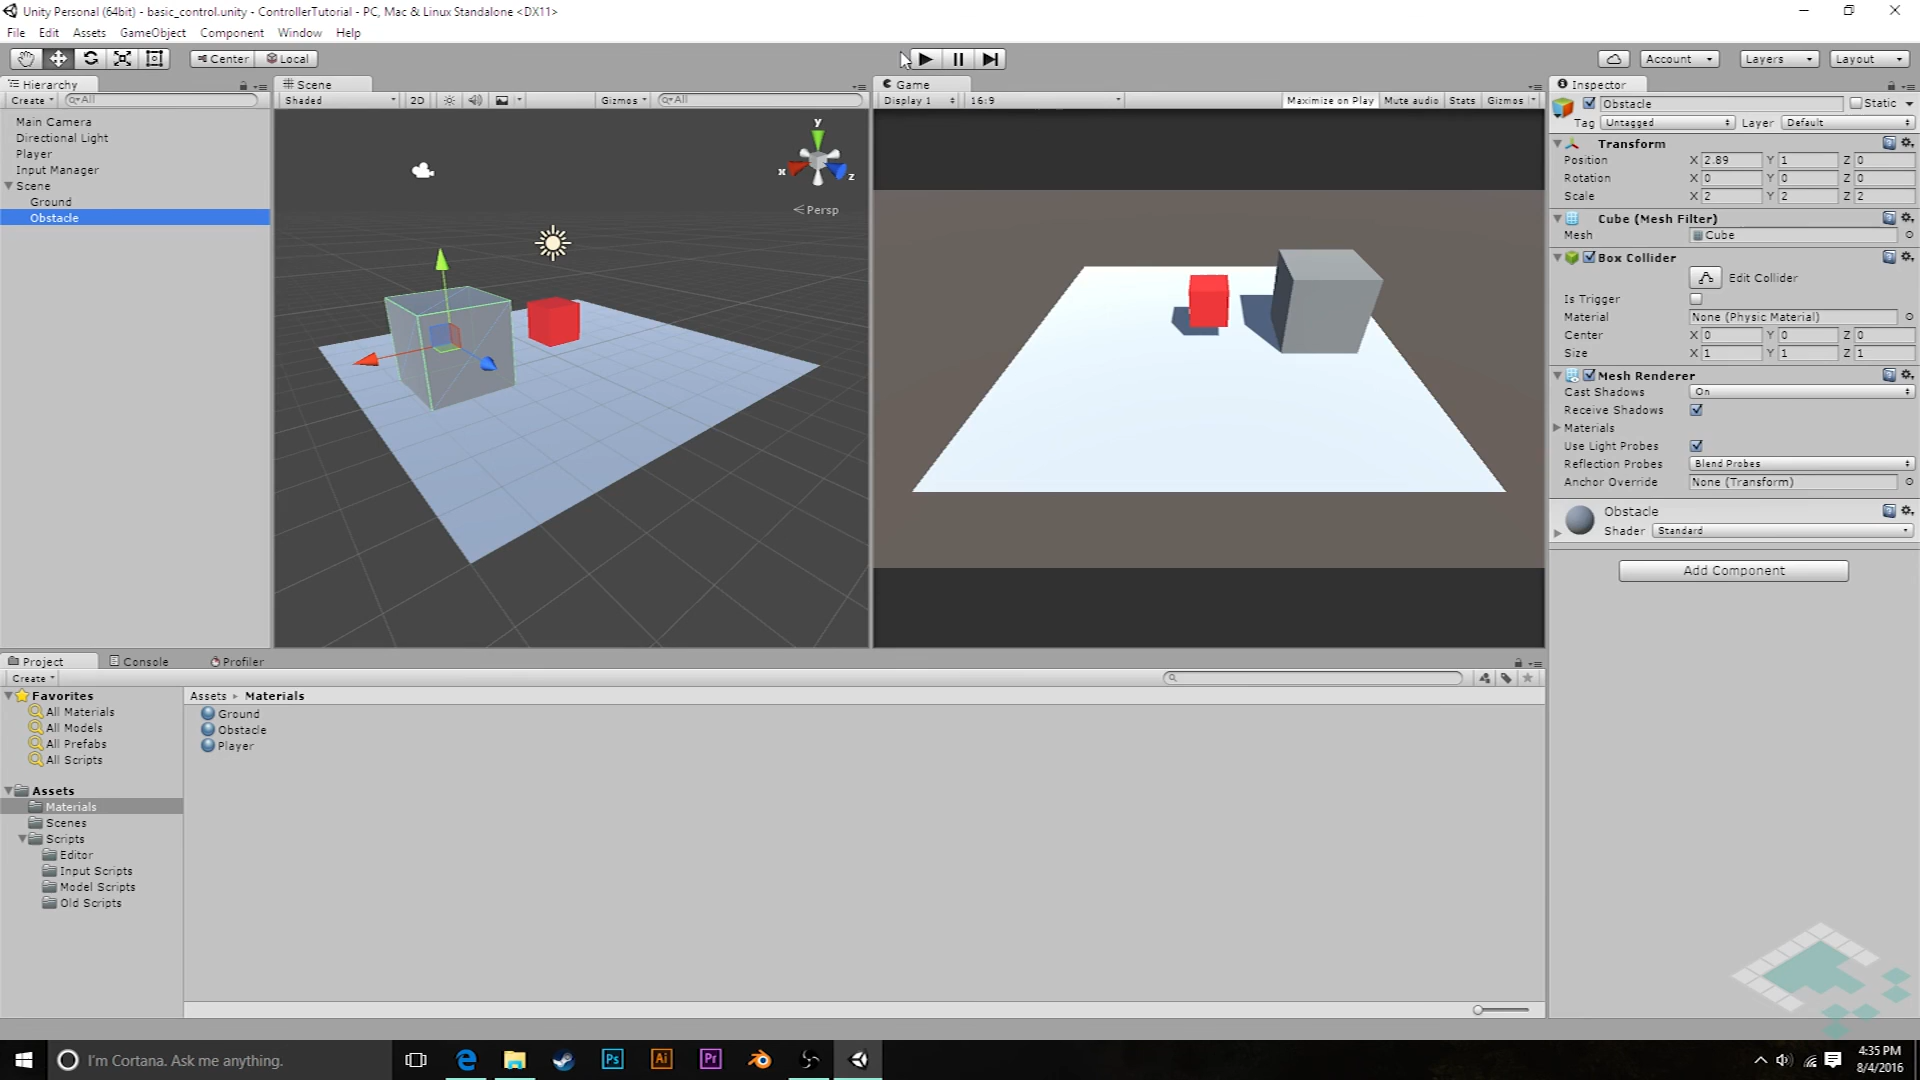 Unity Personal (64bit) - basic_control.unity - ControllerTutorial - PC, Mac & Linux Standalone <DX11>
File Edit Assets GameObject Component Window Help
Center Local Account Layers Layout
Hierarchy
Create All
Main Camera
Directional Light
Player
Input Manager
Scene
Ground
Obstacle
Scene
Shaded 2D Gizmos All
y
x
z
Persp
Game
Display 1 16:9 Maximize on Play Mute audio Stats Gizmos
Inspector
Obstacle Static
Tag Untagged Layer Default
Transform
Position X 2.89 Y 1 Z 0
Rotation X 0 Y 0 Z 0
Scale X 2 Y 2 Z 2
Cube (Mesh Filter)
Mesh Cube
Box Collider
Edit Collider
Is Trigger
Material None (Physic Material)
Center X 0 Y 0 Z 0
Size X 1 Y 1 Z 1
Mesh Renderer
Cast Shadows On
Receive Shadows
Materials
Use Light Probes
Reflection Probes Blend Probes
Anchor Override None (Transform)
Obstacle
Shader Standard
Add Component
Project Console Profiler
Create
Favorites
All Materials
All Models
All Prefabs
All Scripts
Assets
Materials
Scenes
Scripts
Editor
Input Scripts
Model Scripts
Old Scripts
Assets Materials
Ground
Obstacle
Player
I'm Cortana. Ask me anything.
Ps Ai Pr
4:35 PM
8/4/2016